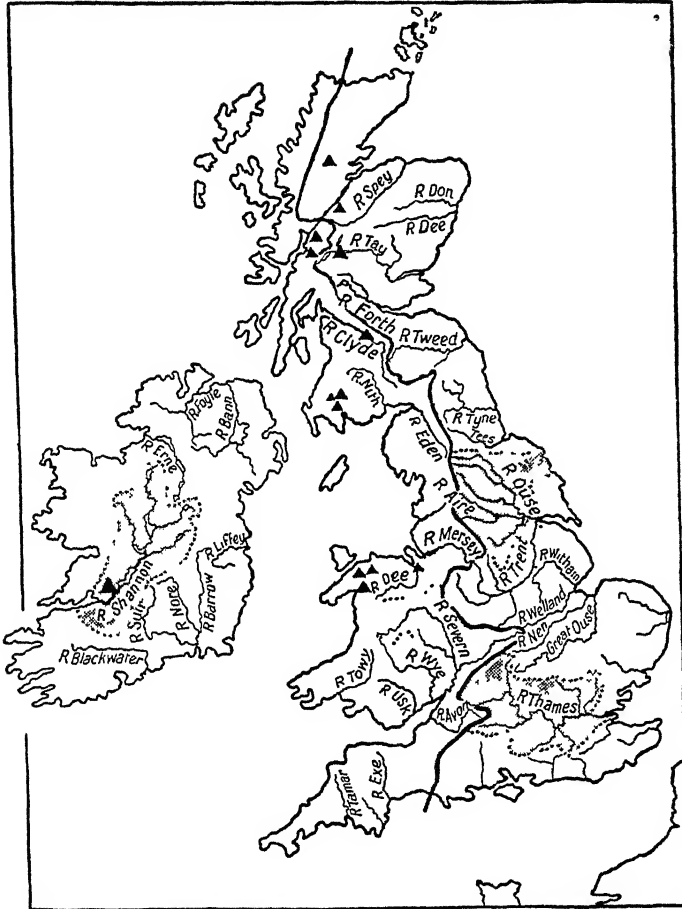 R Spey
R Don
R Dee
R Tay
R Forth
R Tweed
R Clyde
R. Nith
R Foyle
R Bann
R Tyne
Tees
R Eden
R Erne
R Ouse
R Aire
R Mersey
R Trent
R Witham
R Liffey
R Dee
R Shannon
R Suir
R Nore
R Barrow
R Welland
R Severn
R Nen
Great Ouse
R Blackwater
R Towy
R Wye
R Usk
R Avon
R Thames
R Tamar
R Exe